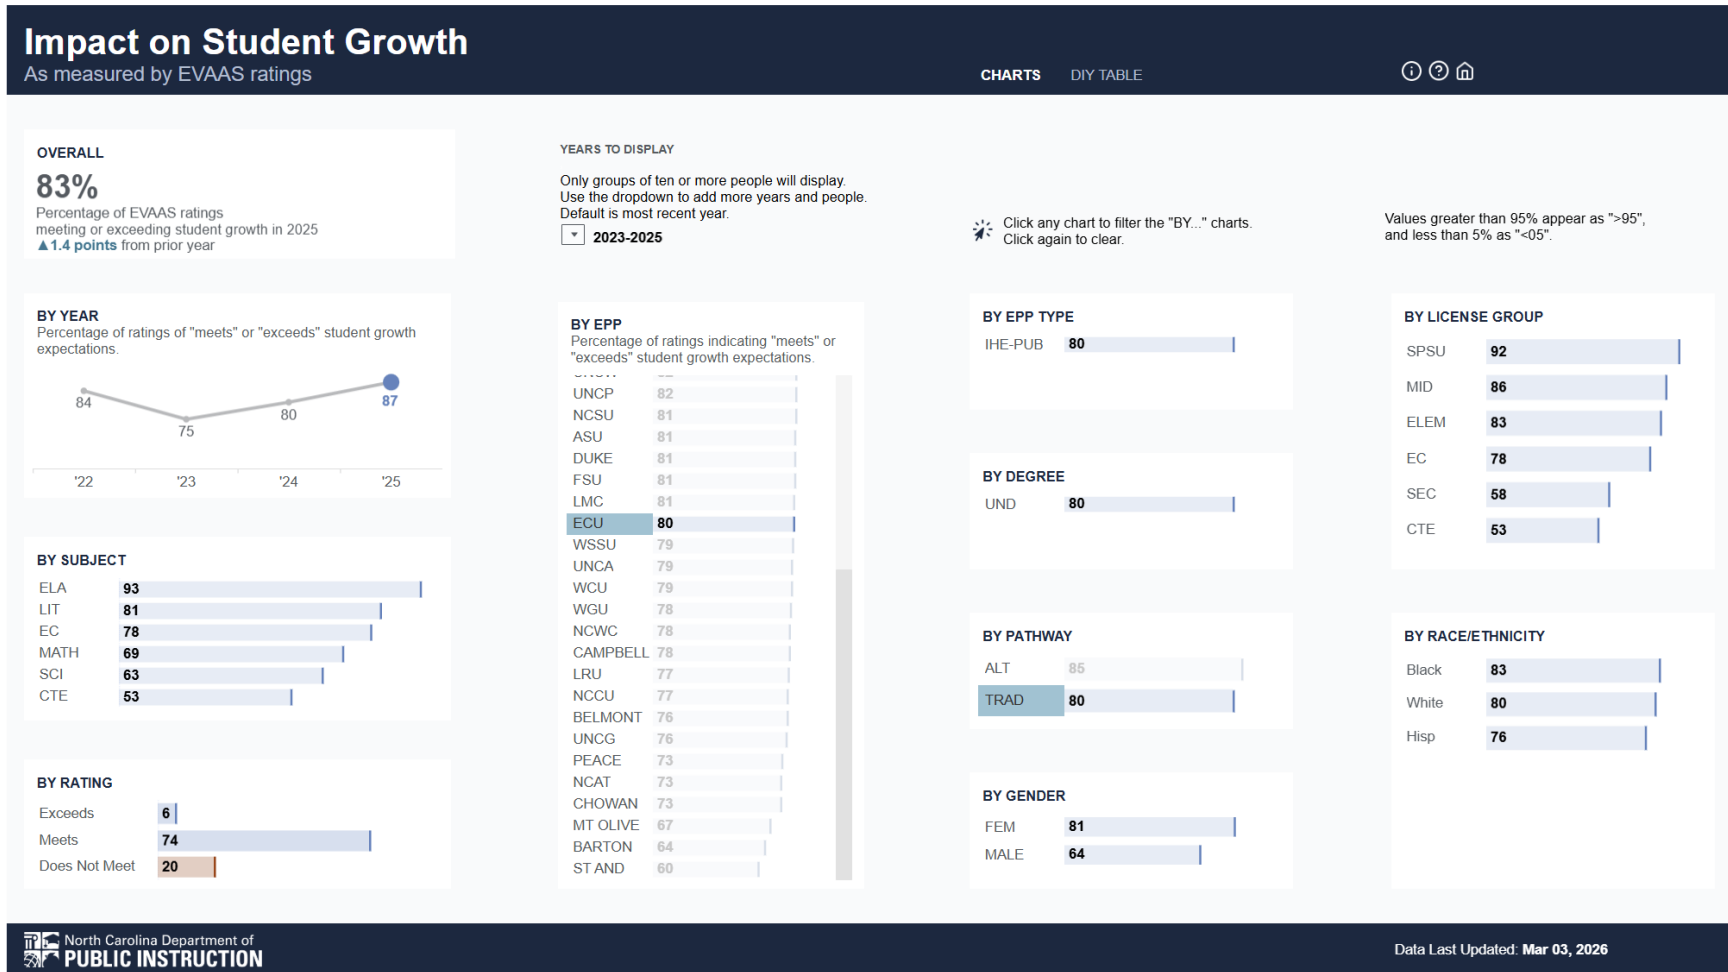 Impact on Student Growth
As measured by EVAAS ratings
CHARTS
DIY TABLE
OVERALL
83%
Percentage of EVAAS ratings
meeting or exceeding student growth in 2025
▲1.4 points from prior year
YEARS TO DISPLAY
Only groups of ten or more people will display.
Use the dropdown to add more years and people.
Default is most recent year.
2023-2025
Click any chart to filter the "BY..." charts.
Click again to clear.
Values greater than 95% appear as ">95",
and less than 5% as "<05".
BY YEAR
Percentage of ratings of "meets" or "exceeds" student growth
expectations.
84
75
80
87
'22
'23
'24
'25
BY SUBJECT
ELA 93
LIT 81
EC 78
MATH 69
SCI 63
CTE 53
BY RATING
Exceeds 6
Meets 74
Does Not Meet 20
BY EPP
Percentage of ratings indicating "meets" or
"exceeds" student growth expectations.
UNCP 82
NCSU 81
ASU 81
DUKE 81
FSU 81
LMC 81
ECU 80
WSSU 79
UNCA 79
WCU 79
WGU 78
NCWC 78
CAMPBELL 78
LRU 77
NCCU 77
BELMONT 76
UNCG 76
PEACE 73
NCAT 73
CHOWAN 73
MT OLIVE 67
BARTON 64
ST AND 60
BY EPP TYPE
IHE-PUB 80
BY DEGREE
UND 80
BY PATHWAY
ALT 85
TRAD 80
BY GENDER
FEM 81
MALE 64
BY LICENSE GROUP
SPSU 92
MID 86
ELEM 83
EC 78
SEC 58
CTE 53
BY RACE/ETHNICITY
Black 83
White 80
Hisp 76
North Carolina Department of
PUBLIC INSTRUCTION
Data Last Updated: Mar 03, 2026